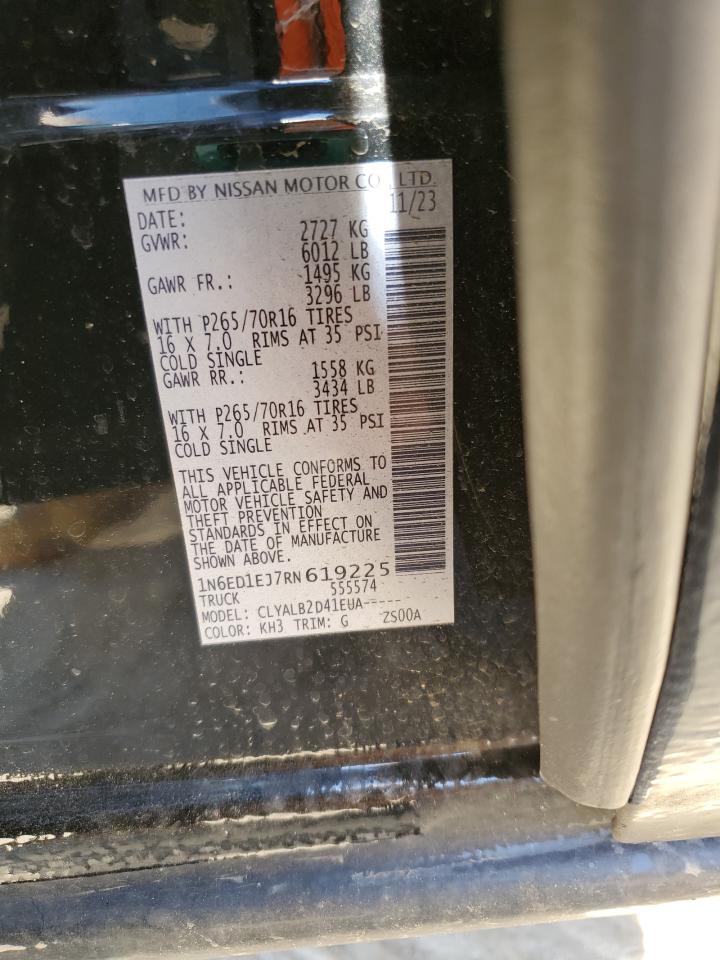 MFD BY NISSAN MOTOR CO., LTD.
DATE: 11/23
GVWR: 2727 KG
6012 LB
GAWR FR.: 1495 KG
3296 LB
WITH P265/70R16 TIRES
16 X 7.0 RIMS AT 35 PSI
COLD SINGLE
GAWR RR.: 1558 KG
3434 LB
WITH P265/70R16 TIRES
16 X 7.0 RIMS AT 35 PSI
COLD SINGLE
THIS VEHICLE CONFORMS TO
ALL APPLICABLE FEDERAL
MOTOR VEHICLE SAFETY AND
THEFT PREVENTION
STANDARDS IN EFFECT ON
THE DATE OF MANUFACTURE
SHOWN ABOVE.
1N6ED1EJ7RN619225
TRUCK 555574
MODEL: CLYALB2D41EUA-----
COLOR: KH3 TRIM: G ZS00A